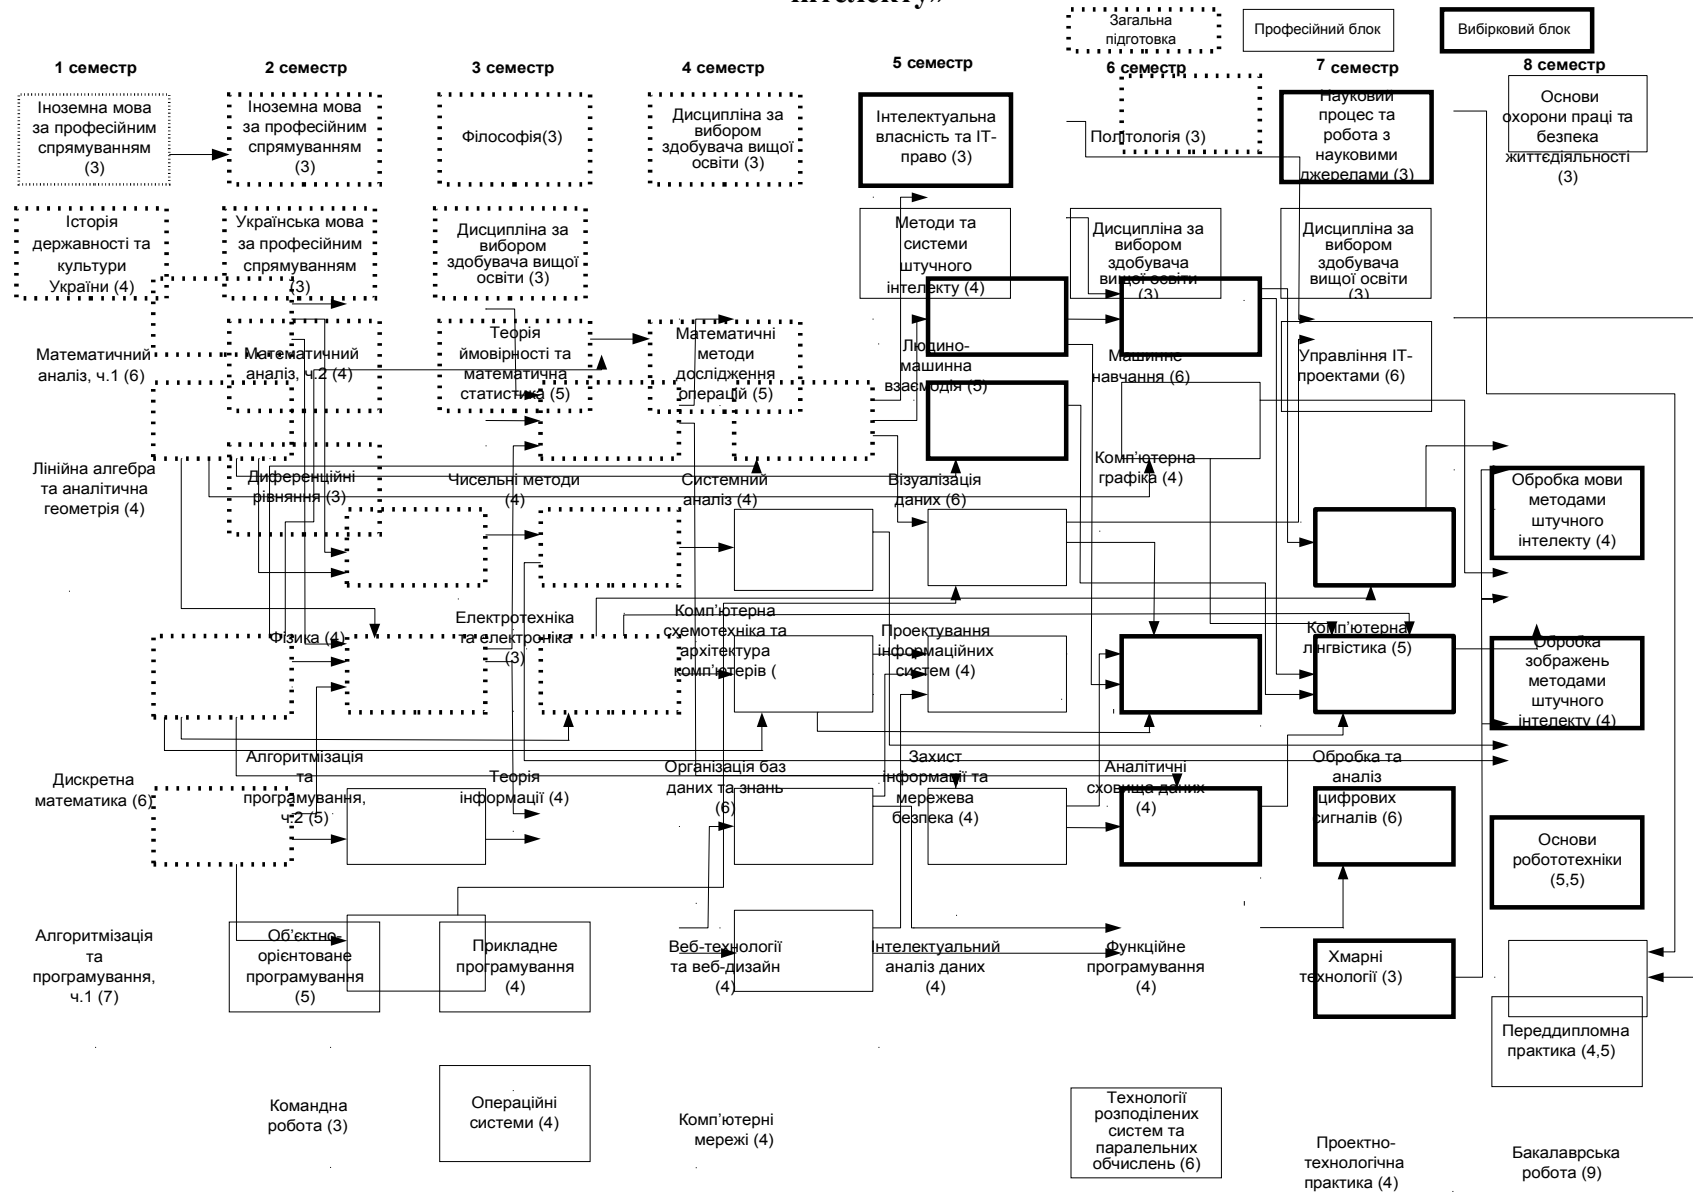 інтелекту»
Загальна
підготовка
Професійний блок
Вибірковий блок
1 семестр
2 семестр
3 семестр
4 семестр
5 семестр
6 семестр
7 семестр
8 семестр
Іноземна мова
за професійним
спрямуванням
(3)
Іноземна мова
за професійним
спрямуванням
(3)
Філософія(3)
Дисципліна за
вибором
здобувача вищої
освіти (3)
Інтелектуальна
власність та ІТ-
право (3)
Політологія (3)
Науковий
процес та
робота з
науковими
джерелами (3)
Основи
охорони праці та
безпека
життєдіяльності
(3)
Історія
державності та
культури
України (4)
Українська мова
за професійним
спрямуванням
(3)
Дисципліна за
вибором
здобувача вищої
освіти (3)
Методи та
системи
штучного
інтелекту (4)
Дисципліна за
вибором
здобувача
вищої освіти
(3)
Дисципліна за
вибором
здобувача
вищої освіти
(3)
Математичний
аналіз, ч.1 (6)
Математичний
аналіз, ч.2 (4)
Теорія
ймовірності та
математична
статистика (5)
Математичні
методи
дослідження
операцій (5)
Людино-
машинна
взаємодія (5)
Машинне
навчання (6)
Управління ІТ-
проектами (6)
Лінійна алгебра
та аналітична
геометрія (4)
Диференційні
рівняння (3)
Чисельні методи
(4)
Системний
аналіз (4)
Візуалізація
даних (6)
Комп’ютерна
графіка (4)
Обробка мови
методами
штучного
інтелекту (4)
Фізика (4)
Електротехніка
та електроніка
(3)
Комп’ютерна
схемотехніка та
архітектура
комп’ютерів (
Проектування
інформаційних
систем (4)
Комп’ютерна
лінгвістика (5)
Обробка
зображень
методами
штучного
інтелекту (4)
Дискретна
математика (6)
Алгоритмізація
та
програмування,
ч.2 (5)
Теорія
інформації (4)
Організація баз
даних та знань
(6)
Захист
інформації та
мережева
безпека (4)
Аналітичні
сховища даних
(4)
Обробка та
аналіз
цифрових
сигналів (6)
Основи
робототехніки
(5,5)
Алгоритмізація
та
програмування,
ч.1 (7)
Об’єктно-
орієнтоване
програмування
(5)
Прикладне
програмування
(4)
Веб-технології
та веб-дизайн
(4)
Інтелектуальний
аналіз даних
(4)
Функційне
програмування
(4)
Хмарні
технології (3)
Переддипломна
практика (4,5)
Командна
робота (3)
Операційні
системи (4)
Комп’ютерні
мережі (4)
Технології
розподілених
систем та
паралельних
обчислень (6)
Проектно-
технологічна
практика (4)
Бакалаврська
робота (9)